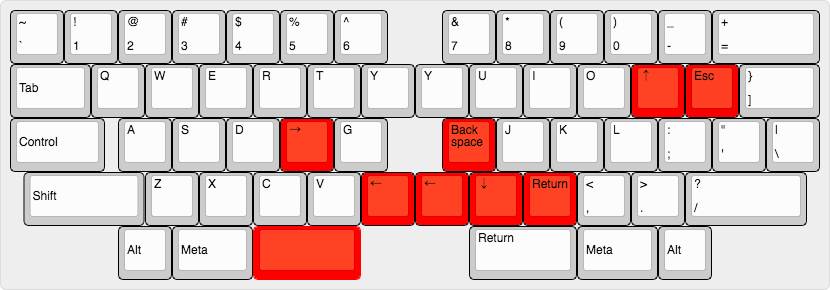 ~ ! @ # $ % ^ & * ( ) _ +
` 1 2 3 4 5 6 7 8 9 0 - =
Tab Q W E R T Y Y U I O ↑ Esc }
]
Control A S D → G Back space J K L : " |
; ' \
Shift Z X C V ← ← ↓ Return < > ?
, . /
Alt Meta Return Meta Alt